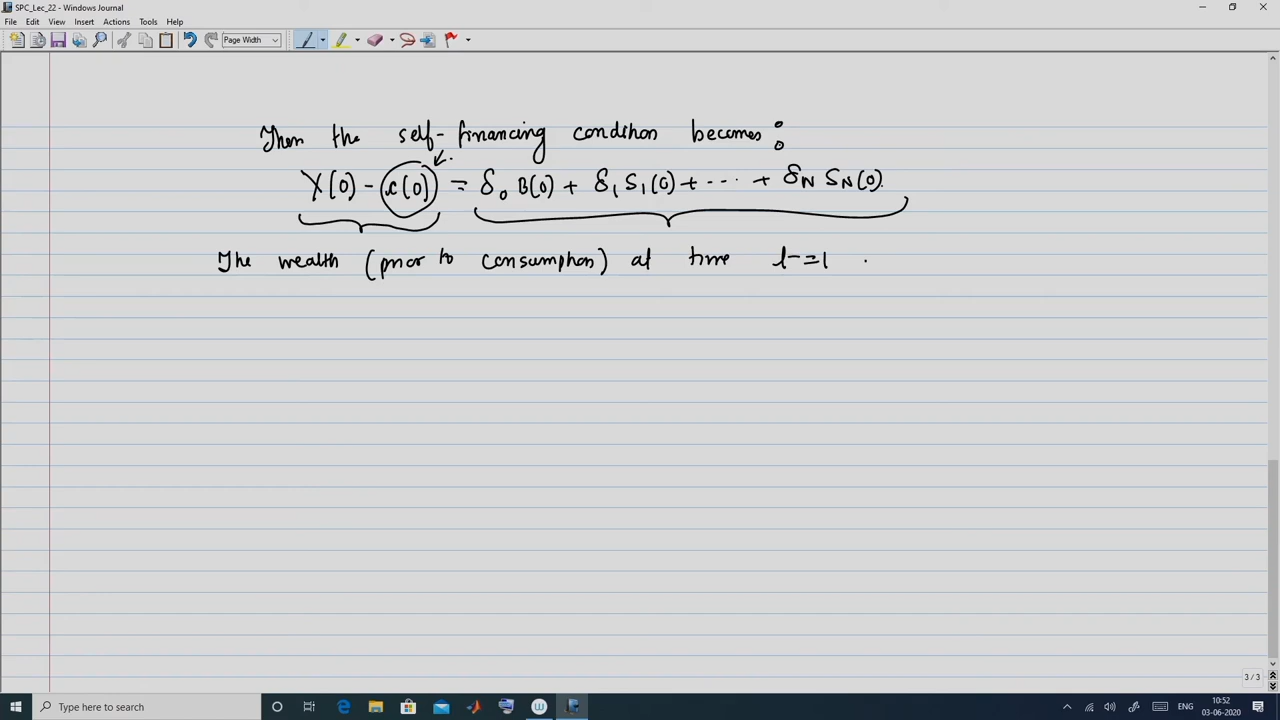 SPC_Lec_22 - Windows Journal
File Edit View Insert Actions Tools Help
Page Width
Then the self-financing condition becomes:
X(0) - c(0) = δ₀ B(0) + δ₁ S₁(0) + ... + δ_N S_N(0).
The wealth (prior to consumption) at time t=1
3 / 3
Type here to search
ENG
10:52
03-06-2020